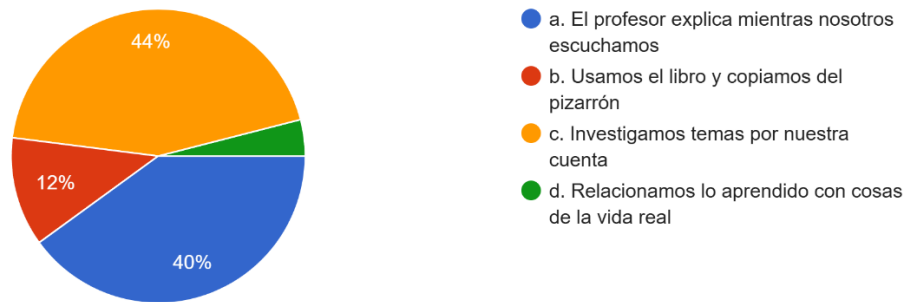 44%
12%
40%
a. El profesor explica mientras nosotros
escuchamos
b. Usamos el libro y copiamos del
pizarrón
c. Investigamos temas por nuestra
cuenta
d. Relacionamos lo aprendido con cosas
de la vida real